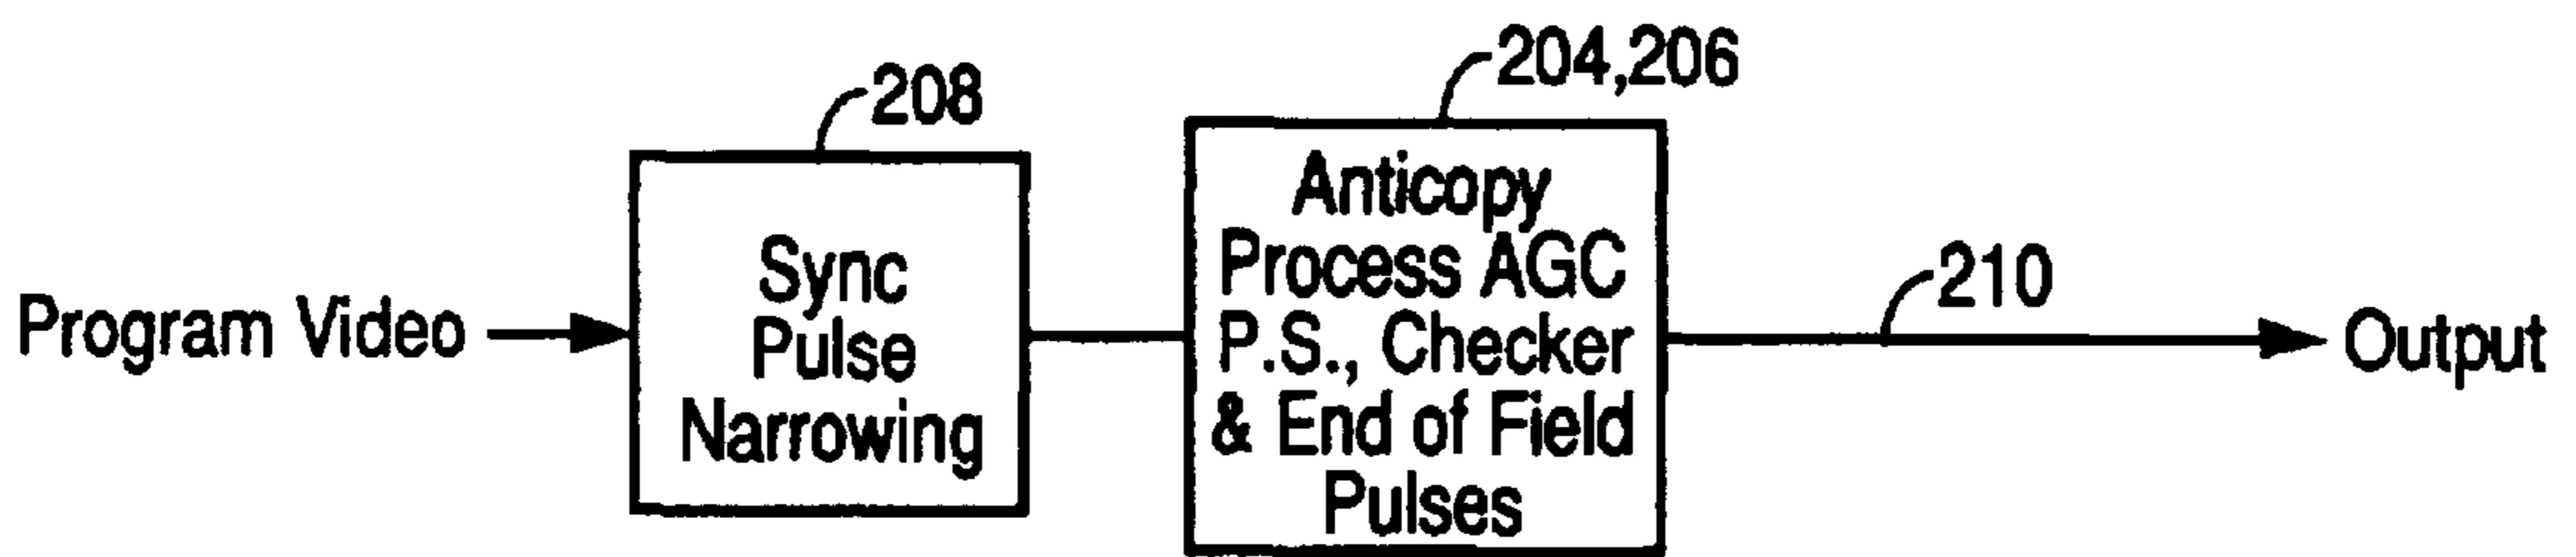 208
204,206
Program Video
Sync
Pulse
Narrowing
Anticopy
Process AGC
P.S., Checker
& End of Field
Pulses
210
Output